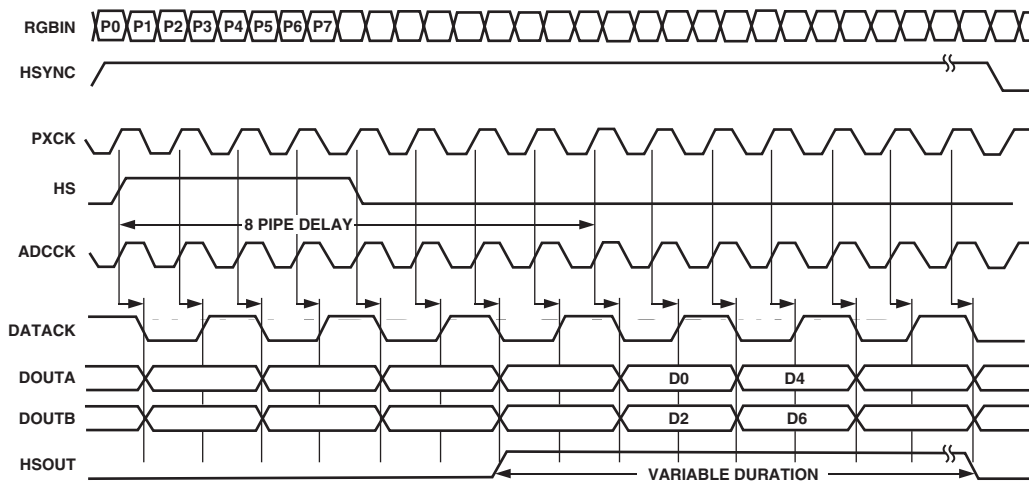 RGBIN P0 P1 P2 P3 P4 P5 P6 P7
HSYNC
PXCK
HS
8 PIPE DELAY
ADCCK
DATACK
DOUTA D0 D4
DOUTB D2 D6
HSOUT VARIABLE DURATION